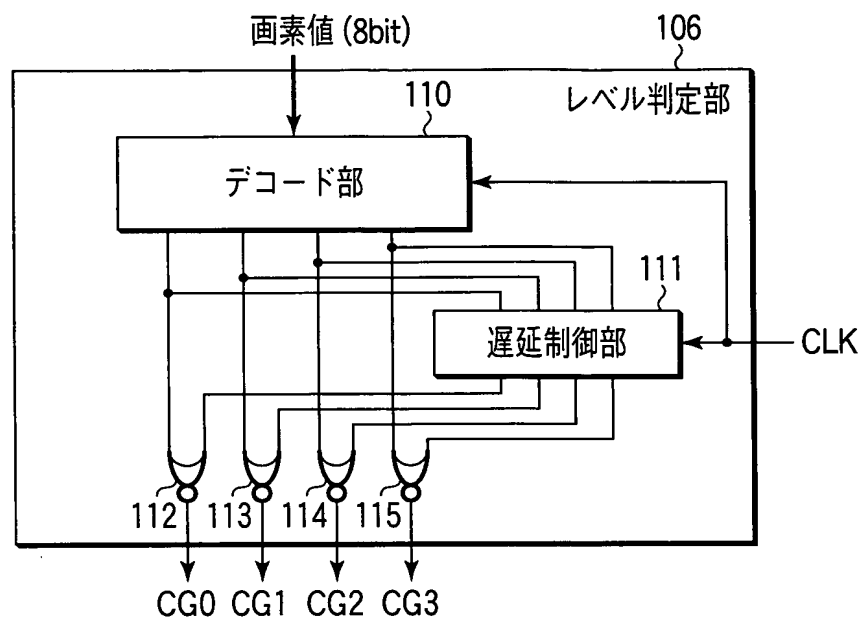 画素値 (8bit)
106
レベル判定部
110
デコード部
111
遅延制御部
CLK
112
113
114
115
CG0
CG1
CG2
CG3